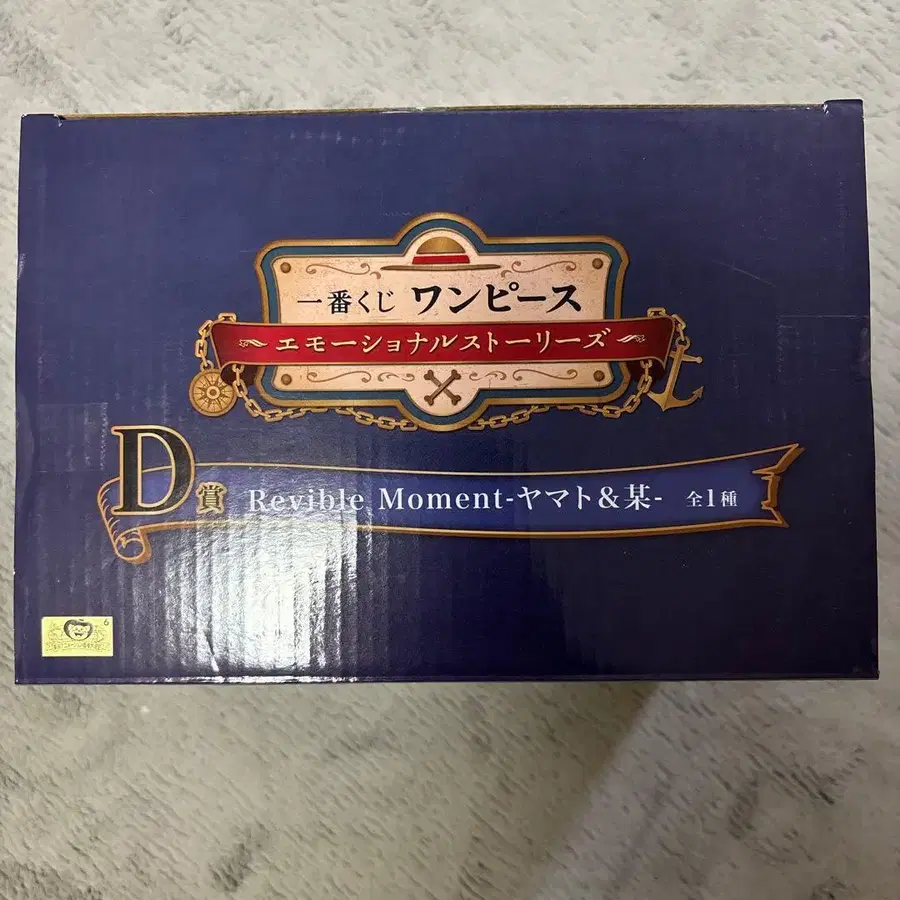 一番くじ ワンピース
エモーショナルストーリーズ
D賞 Revible Moment-ヤマト&某- 全1種
6